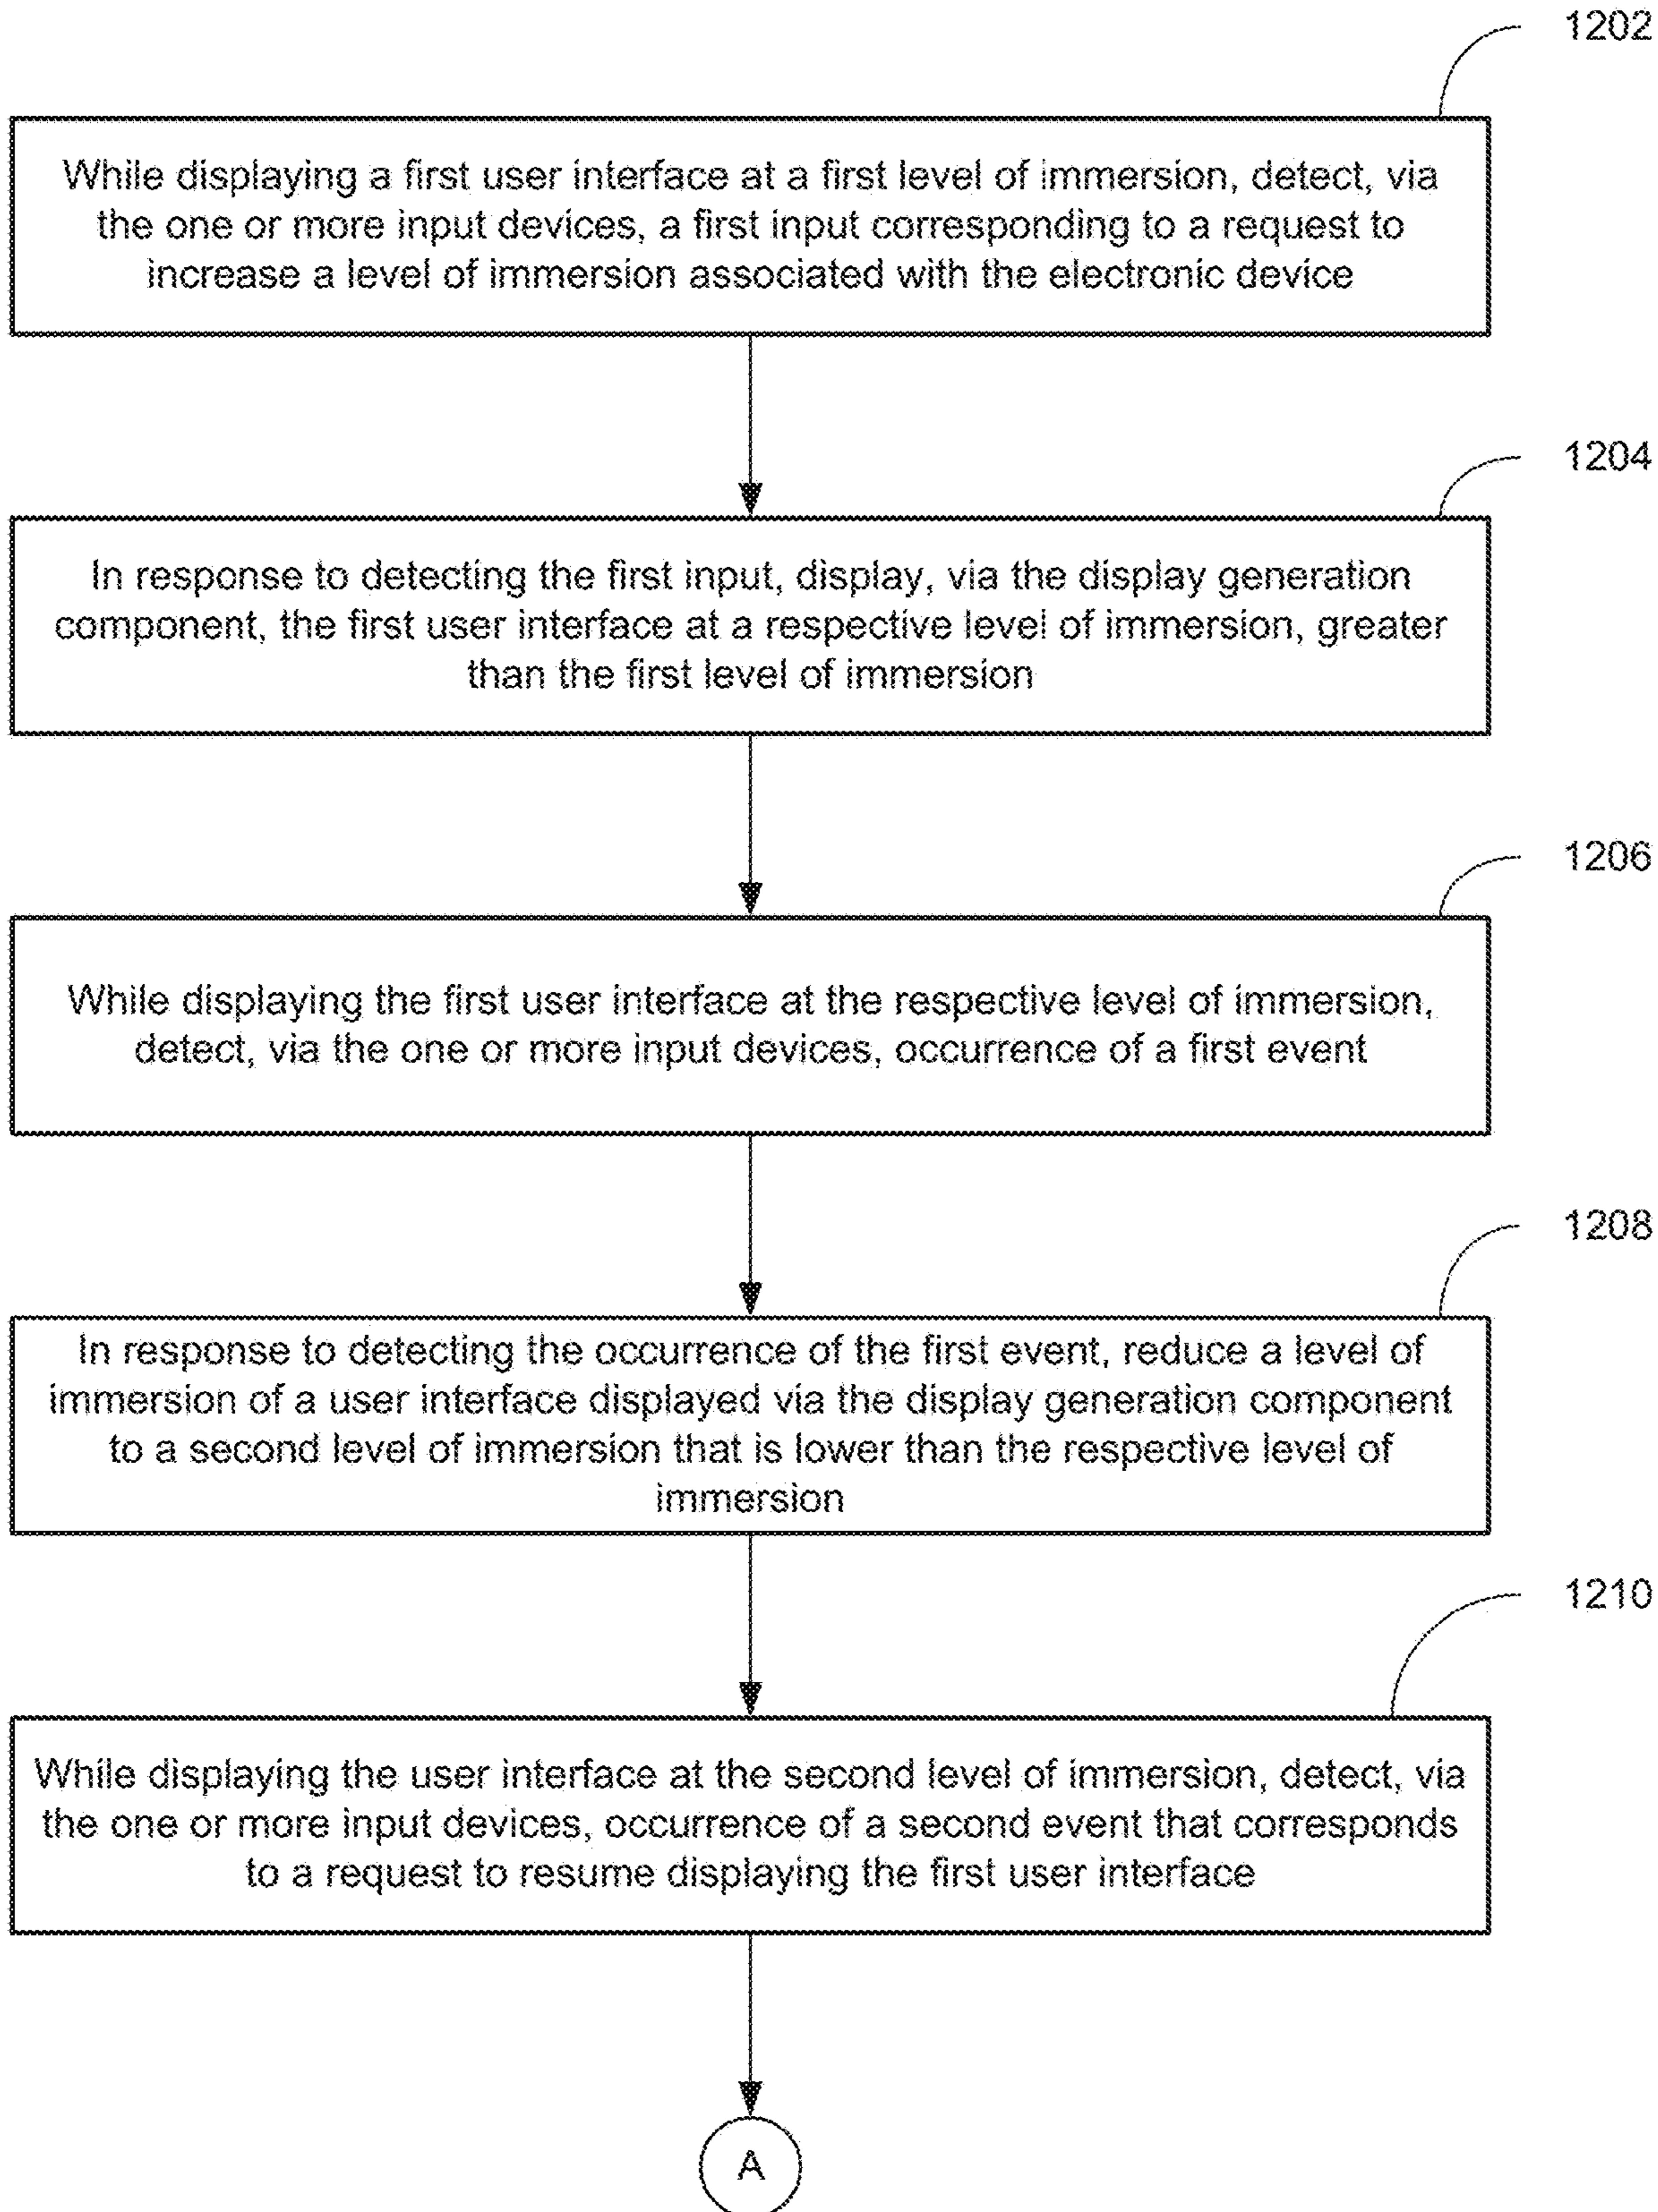 1202
While displaying a first user interface at a first level of immersion, detect, via
the one or more input devices, a first input corresponding to a request to
increase a level of immersion associated with the electronic device
1204
In response to detecting the first input, display, via the display generation
component, the first user interface at a respective level of immersion, greater
than the first level of immersion
1206
While displaying the first user interface at the respective level of immersion,
detect, via the one or more input devices, occurrence of a first event
1208
In response to detecting the occurrence of the first event, reduce a level of
immersion of a user interface displayed via the display generation component
to a second level of immersion that is lower than the respective level of
immersion
1210
While displaying the user interface at the second level of immersion, detect, via
the one or more input devices, occurrence of a second event that corresponds
to a request to resume displaying the first user interface
A